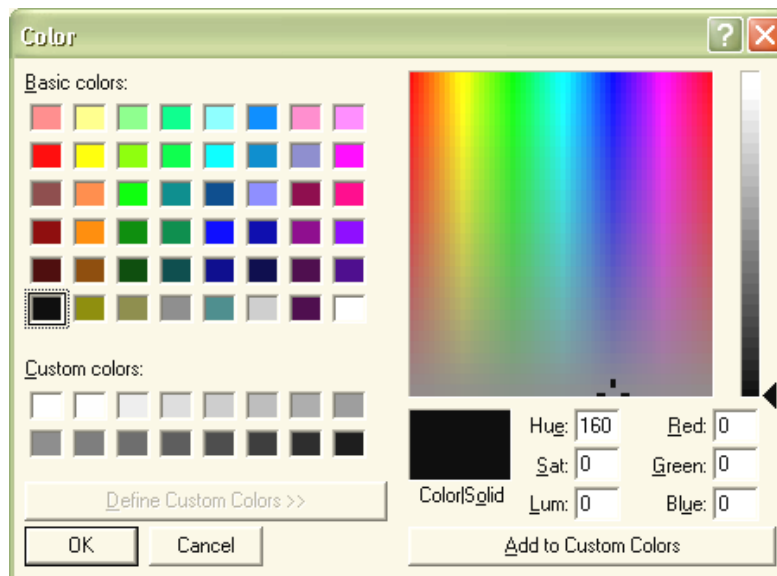 Color
?
Basic colors:
Custom colors:
Define Custom Colors >>
OK
Cancel
Color|Solid
Hue: 160
Sat: 0
Lum: 0
Red: 0
Green: 0
Blue: 0
Add to Custom Colors